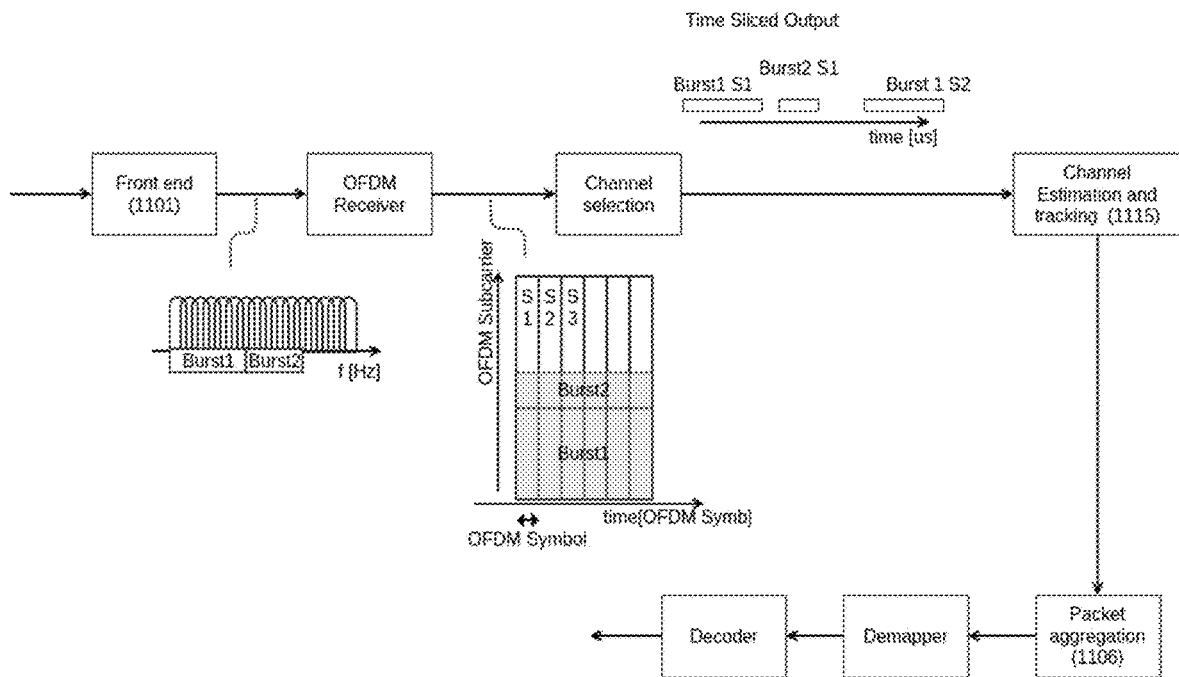 Time Sliced Output
Burst1 S1
Burst2 S1
Burst 1 S2
time [us]
Front end
(1101)
OFDM
Receiver
Channel
selection
Channel
Estimation and
tracking (1115)
Burst1
Burst2
f [Hz]
OFDM Subcarrier
S
1
S
2
S
3
Burst2
Burst1
time[OFDM Symb]
OFDM Symbol
Decoder
Demapper
Packet
aggregation
(1106)